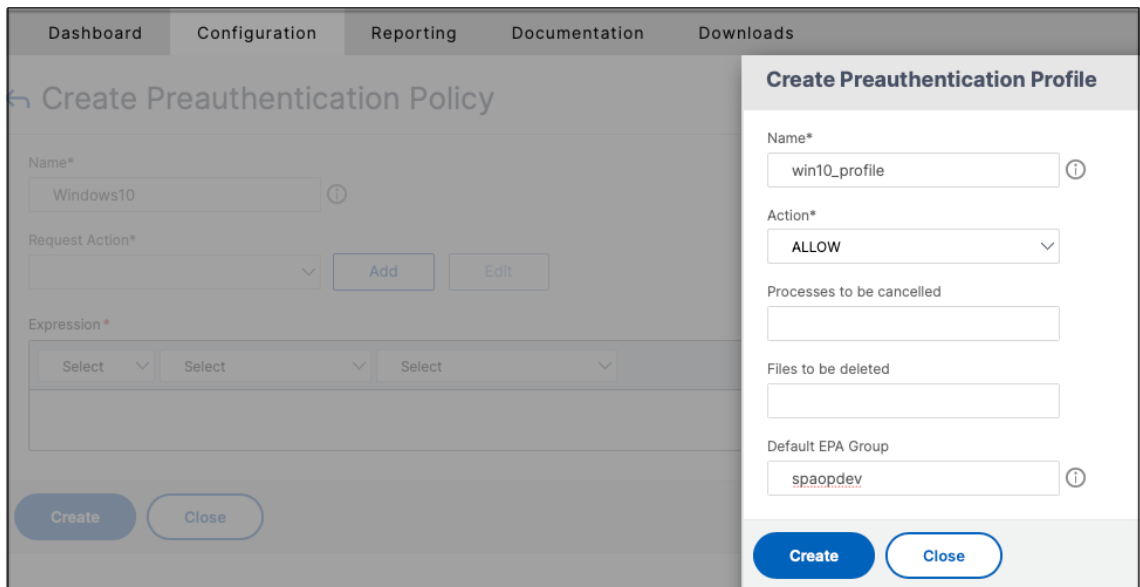 Dashboard Configuration Reporting Documentation Downloads
Create Preauthentication Policy
Name*
Windows10
Request Action*
Add Edit
Expression*
Select Select Select
Create Close
Create Preauthentication Profile
Name*
win10_profile
Action*
ALLOW
Processes to be cancelled
Files to be deleted
Default EPA Group
spaopdev
Create Close